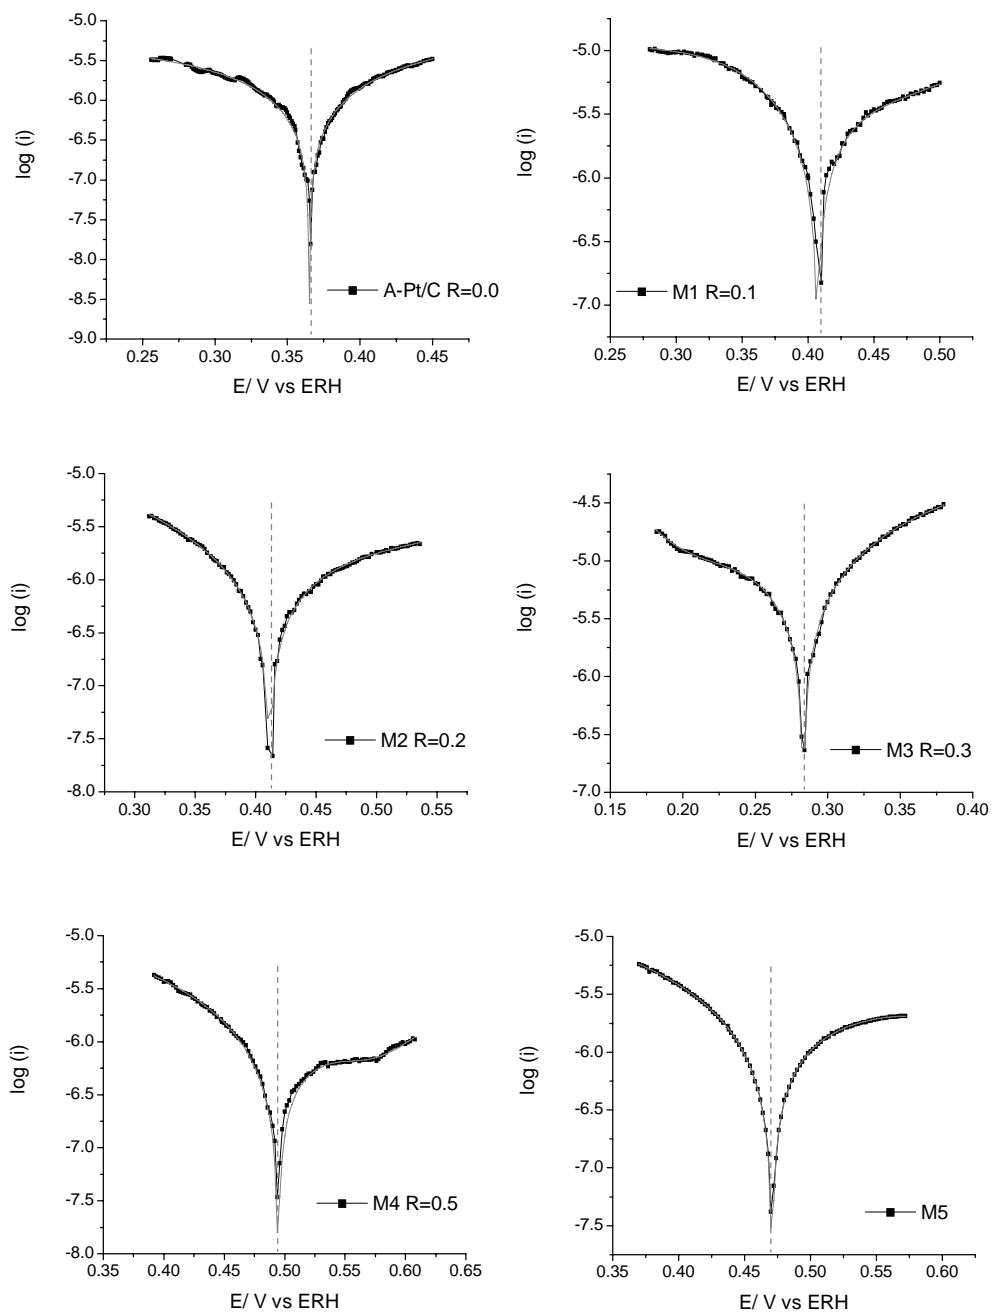 -5.0
-5.5
-6.0
-6.5
-7.0
-7.5
-8.0
-8.5
-9.0
log (i)
0.25 0.30 0.35 0.40 0.45
E/ V vs ERH
A-Pt/C R=0.0
-5.0
-5.5
-6.0
-6.5
-7.0
log (i)
0.25 0.30 0.35 0.40 0.45 0.50
E/ V vs ERH
M1 R=0.1
-5.0
-5.5
-6.0
-6.5
-7.0
-7.5
-8.0
log (i)
0.30 0.35 0.40 0.45 0.50 0.55
E/ V vs ERH
M2 R=0.2
-4.5
-5.0
-5.5
-6.0
-6.5
-7.0
log (i)
0.15 0.20 0.25 0.30 0.35 0.40
E/ V vs ERH
M3 R=0.3
-5.0
-5.5
-6.0
-6.5
-7.0
-7.5
-8.0
log (i)
0.35 0.40 0.45 0.50 0.55 0.60 0.65
E/ V vs ERH
M4 R=0.5
-5.0
-5.5
-6.0
-6.5
-7.0
-7.5
log (i)
0.35 0.40 0.45 0.50 0.55 0.60
E/ V vs ERH
M5